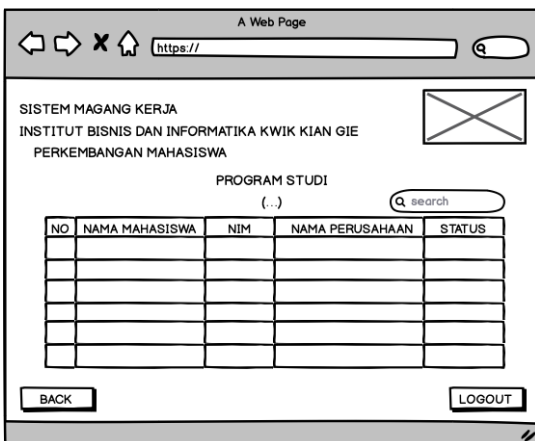 A Web Page
https://
SISTEM MAGANG KERJA
INSTITUT BISNIS DAN INFORMATIKA KWIK KIAN GIE
PERKEMBANGAN MAHASISWA
PROGRAM STUDI
(...)
search
NO NAMA MAHASISWA NIM NAMA PERUSAHAAN STATUS
BACK LOGOUT